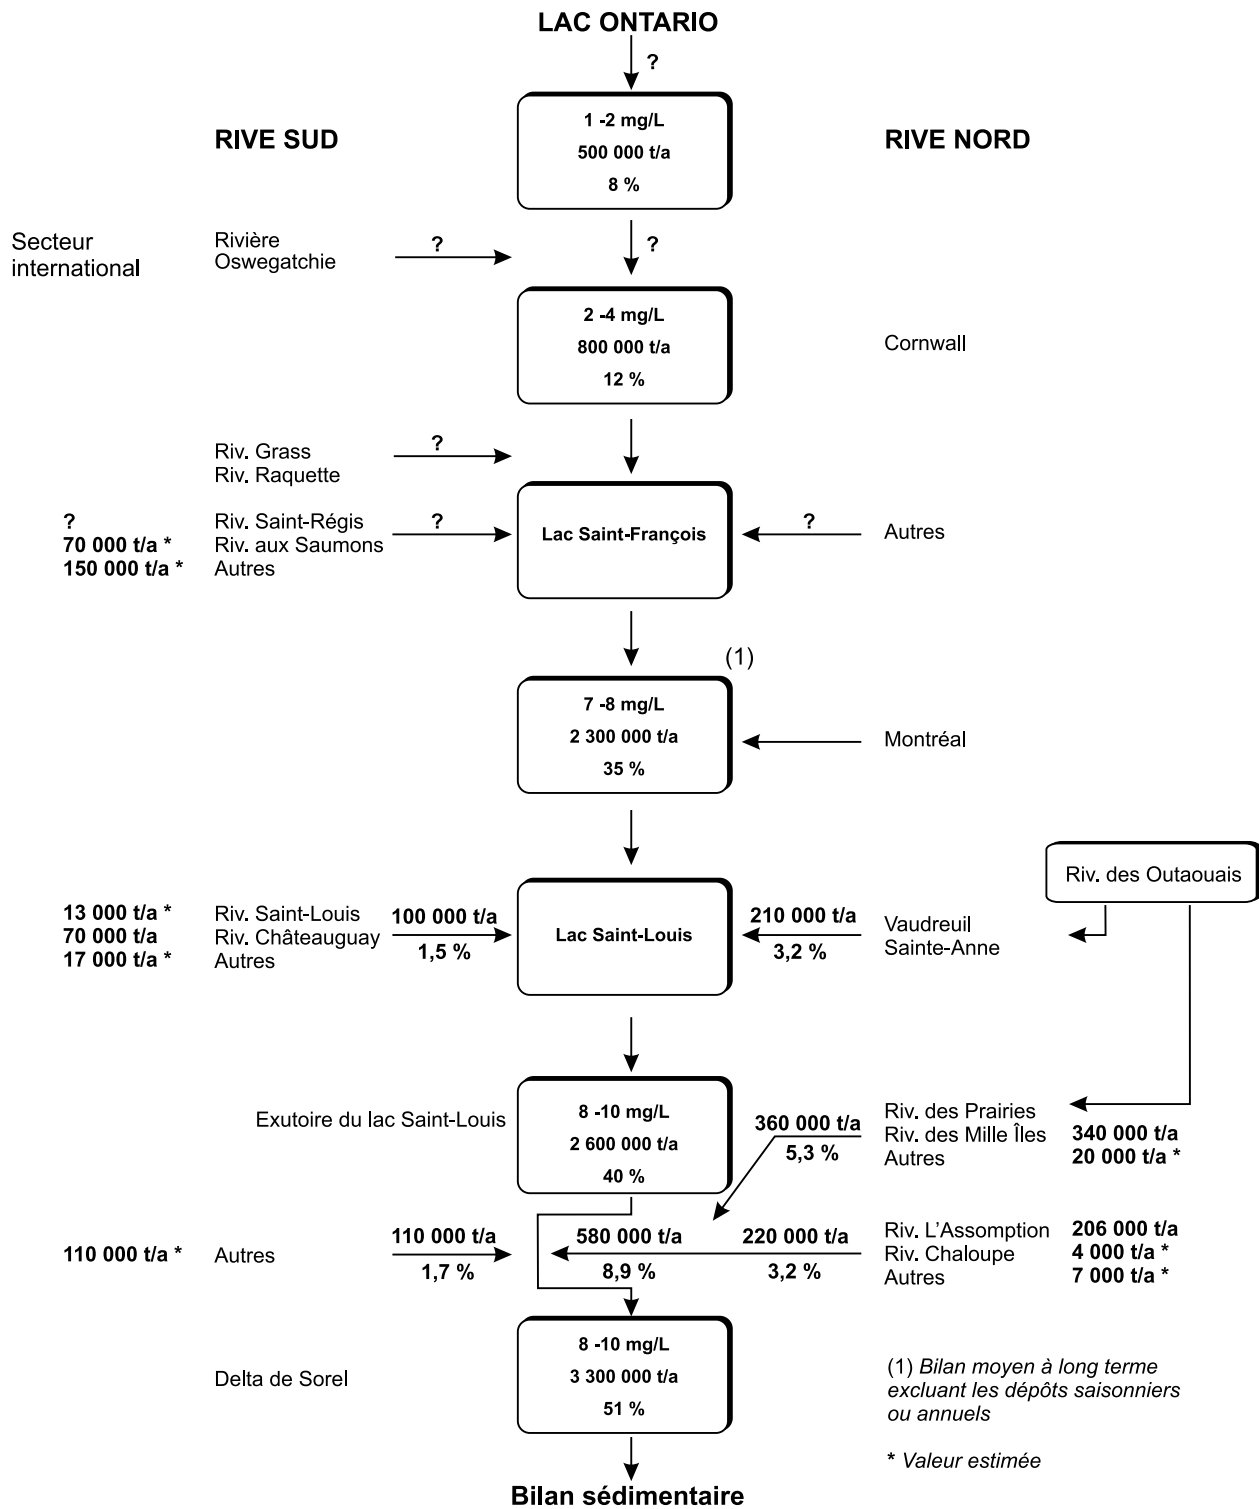 LAC ONTARIO
?
1 -2 mg/L
500 000 t/a
8 %
RIVE SUD
RIVE NORD
Secteur
international
Rivière
Oswegatchie
?
?
2 -4 mg/L
800 000 t/a
12 %
Cornwall
Riv. Grass
Riv. Raquette
?
?
70 000 t/a *
150 000 t/a *
Riv. Saint-Régis
Riv. aux Saumons
Autres
?
Lac Saint-François
?
Autres
(1)
7 -8 mg/L
2 300 000 t/a
35 %
Montréal
Riv. des Outaouais
13 000 t/a *
70 000 t/a
17 000 t/a *
Riv. Saint-Louis
Riv. Châteauguay
Autres
100 000 t/a
1,5 %
Lac Saint-Louis
210 000 t/a
3,2 %
Vaudreuil
Sainte-Anne
Exutoire du lac Saint-Louis
8 -10 mg/L
2 600 000 t/a
40 %
360 000 t/a
5,3 %
Riv. des Prairies
Riv. des Mille Îles
Autres
340 000 t/a
20 000 t/a *
110 000 t/a *
Autres
110 000 t/a
1,7 %
580 000 t/a
8,9 %
220 000 t/a
3,2 %
Riv. L'Assomption
Riv. Chaloupe
Autres
206 000 t/a
4 000 t/a *
7 000 t/a *
Delta de Sorel
8 -10 mg/L
3 300 000 t/a
51 %
(1) Bilan moyen à long terme
excluant les dépôts saisonniers
ou annuels
* Valeur estimée
Bilan sédimentaire